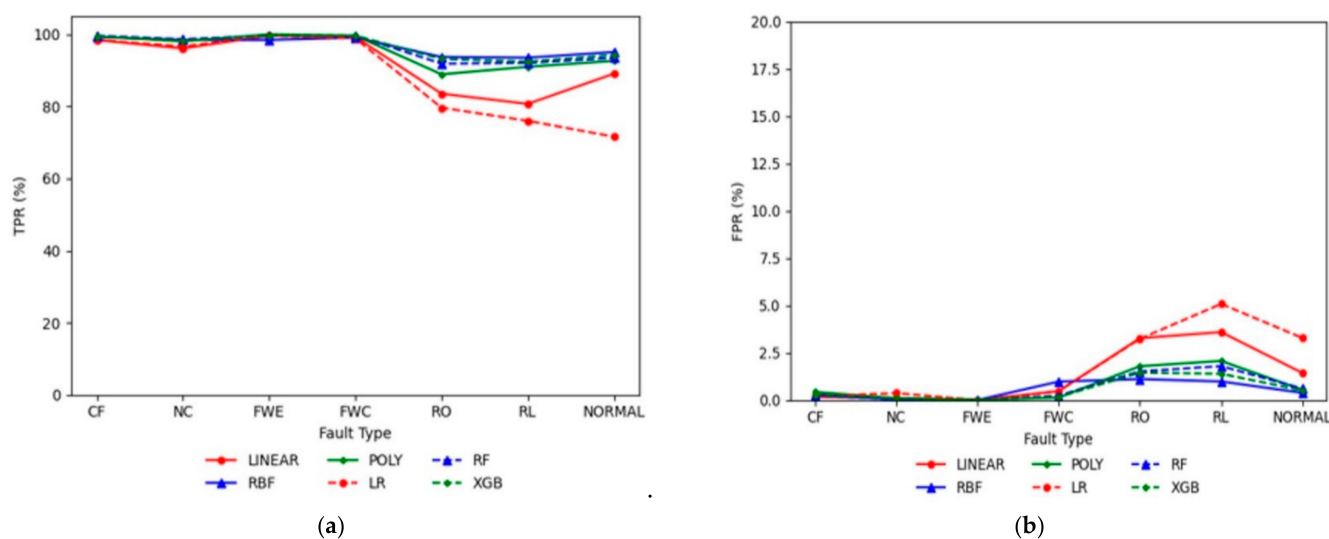 100
80
60
40
20
0
TPR (%)
CF NC FWE FWC RO RL NORMAL
Fault Type
LINEAR POLY RF
RBF LR XGB
(a)
20.0
17.5
15.0
12.5
10.0
7.5
5.0
2.5
0.0
FPR (%)
CF NC FWE FWC RO RL NORMAL
Fault Type
LINEAR POLY RF
RBF LR XGB
.
(b)